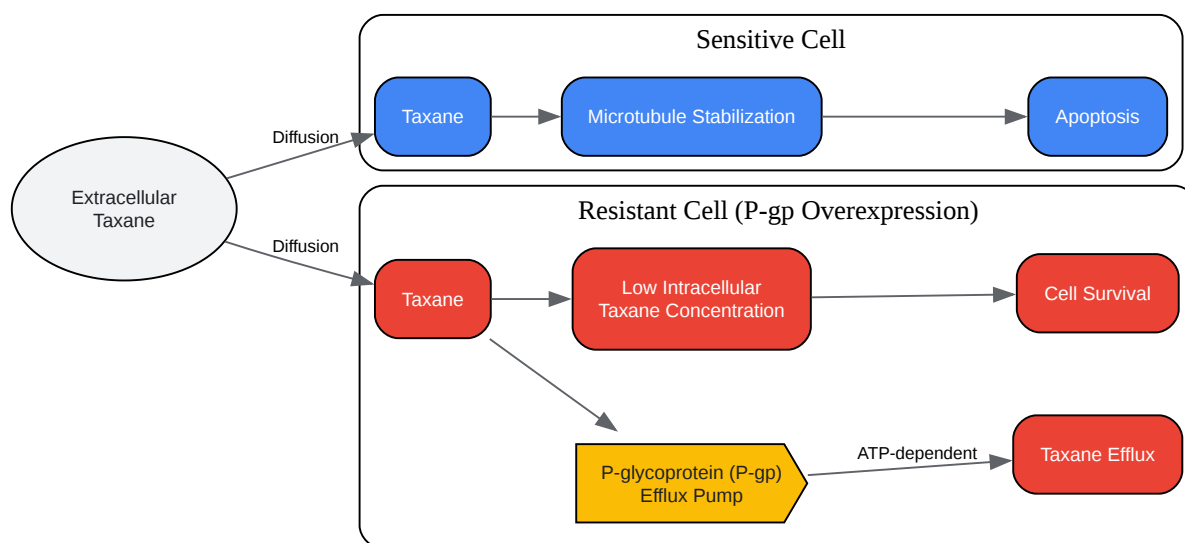 Sensitive Cell
Taxane
Microtubule Stabilization
Apoptosis
Diffusion
Extracellular
Taxane
Diffusion
Resistant Cell (P-gp Overexpression)
Taxane
Low Intracellular
Taxane Concentration
Cell Survival
P-glycoprotein (P-gp)
Efflux Pump
ATP-dependent
Taxane Efflux